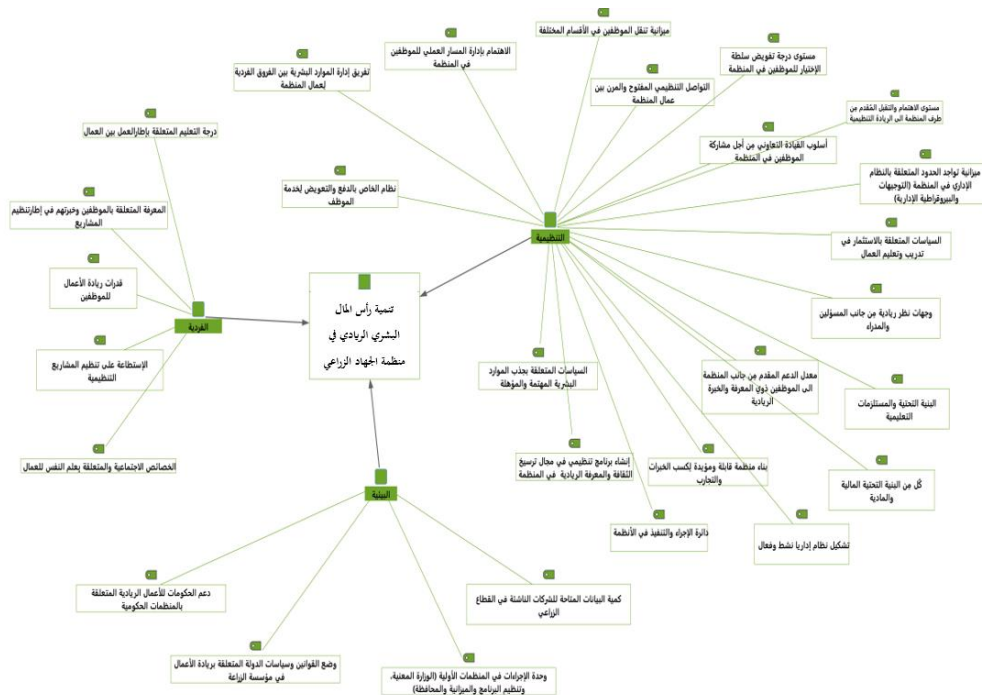 ميزانية تنقل الموظفين في الأقسام المختلفة
الاهتمام بإدارة المسار العملي للموظفين
في المنظمة
مستوى درجة تفويض سلطة
الإختيار للموظفين في المنظمة
تفريق إدارة الموارد البشرية بين الفروق الفردية
لِعمال المنظمة
التواصل التنظيمي المفتوح والمرن بين
عمال المنظمة
مستوى الاهتمام والتقبل المُقدم مِن
طرف المنظمة الى الريادة التنظيمية
درجة التعليم المتعلقة بإطارالعمل بين العمال
أسلوب القيادة التعاوني مِن أجل مشاركة
الموظفين في المنظمة
ميزانية تواجد الحدود المتعلقة بالنظام
الإداري في المنظمة (التوجيهات
والبيروقراطية الإدارية)
نظام الخاص بالدفع والتعويض لِخدمة
الموظف
المعرفة المتعلقة بالموظفين وخبرتهم في إطارتنظيم
المشاريع
التنظيمية
السياسات المتعلقة بالاستثمار في
تدريب وتعليم العمال
قدرات ريادة الأعمال
للموظفين
تنمية رأس المال
البشري الريادي في
منظمة الجهاد الزراعي
وجهات نظر ريادية مِن جانب المسؤلين
والمدراء
الفردية
الإستطاعة على تنظيم المشاريع
التنظيمية
السياسات المتعلقة بجذب الموارد
البشرية المهتمة والمؤهلة
معدل الدعم المقدم مِن جانب المنظمة
الى الموظفين ذويّ المعرفة والخبرة
الريادية
البنية التحتية والمستلزمات
التعليمية
الخصائص الاجتماعية والمتعلقة بِعلم النفس للعمال
إنشاء برنامج تنظيمي في مجال ترسيخ
الثقافة والمعرفة الريادية في المنظمة
بناء منظمة قابلة ومؤيدة لِكسب الخبرات
والتجارب
كُل مِن البنية التحتية المالية
والمادية
البيئية
دائرة الإجراء والتنفيذ في الأنظمة
تشكيل نظام إداريا نشط وفعال
دعم الحكومات للأعمال الريادية المتعلقة
بالمنظمات الحكومية
كمية البيانات المتاحة للشركات الناشئة في القطاع
الزراعي
وضع القوانين وسياسات الدولة المتعلقة بريادة الأعمال
في مؤسسة الزراعة
وحدة الإجراءات في المنظمات الأولية (الوزارة المعنية،
وتنظيم البرنامج والميزانية والمحافظة)